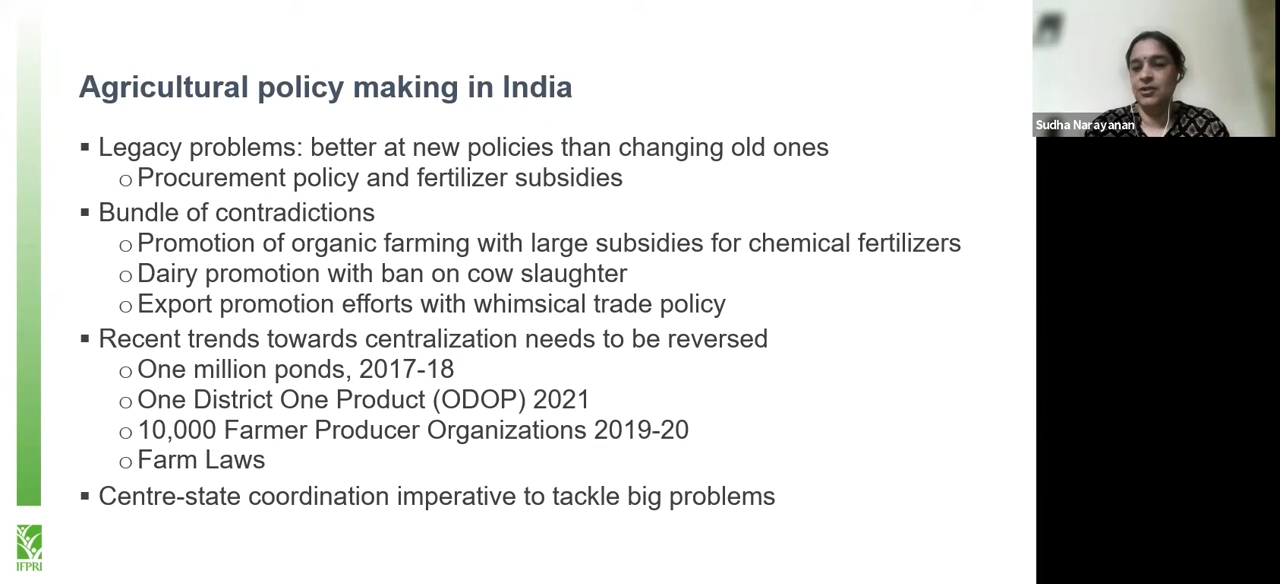 Agricultural policy making in India
▪ Legacy problems: better at new policies than changing old ones
○ Procurement policy and fertilizer subsidies
▪ Bundle of contradictions
○ Promotion of organic farming with large subsidies for chemical fertilizers
○ Dairy promotion with ban on cow slaughter
○ Export promotion efforts with whimsical trade policy
▪ Recent trends towards centralization needs to be reversed
○ One million ponds, 2017-18
○ One District One Product (ODOP) 2021
○ 10,000 Farmer Producer Organizations 2019-20
○ Farm Laws
▪ Centre-state coordination imperative to tackle big problems
IFPRI
Sudha Narayanan